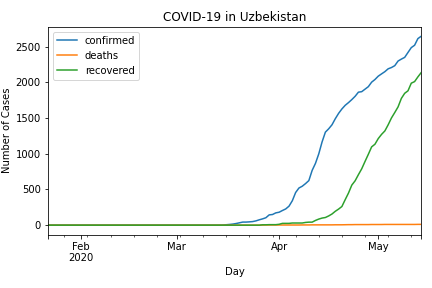 COVID-19 in Uzbekistan
confirmed
deaths
recovered
Number of Cases
2500
2000
1500
1000
500
0
Feb
2020
Mar
Apr
May
Day